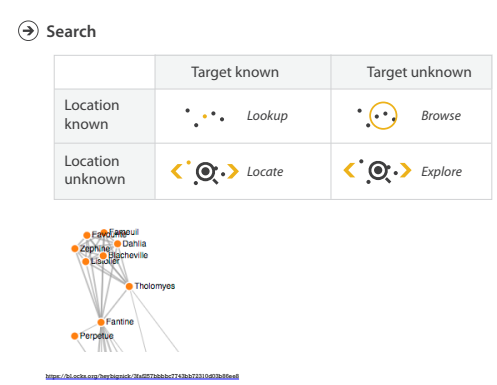 Search
Target known Target unknown
Location known Lookup Browse
Location unknown Locate Explore
Favourite
Fameuil
Dahlia
Zephine
Blacheville
Listolier
Tholomyes
Fantine
Perpetue